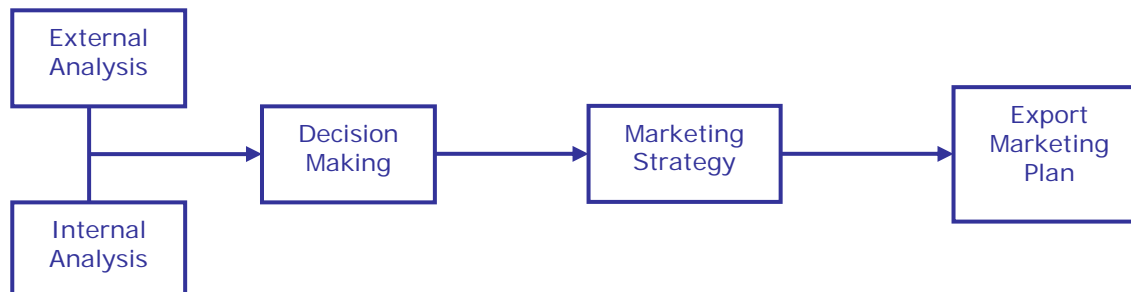 External
Analysis
Decision
Making
Marketing
Strategy
Export
Marketing
Plan
Internal
Analysis